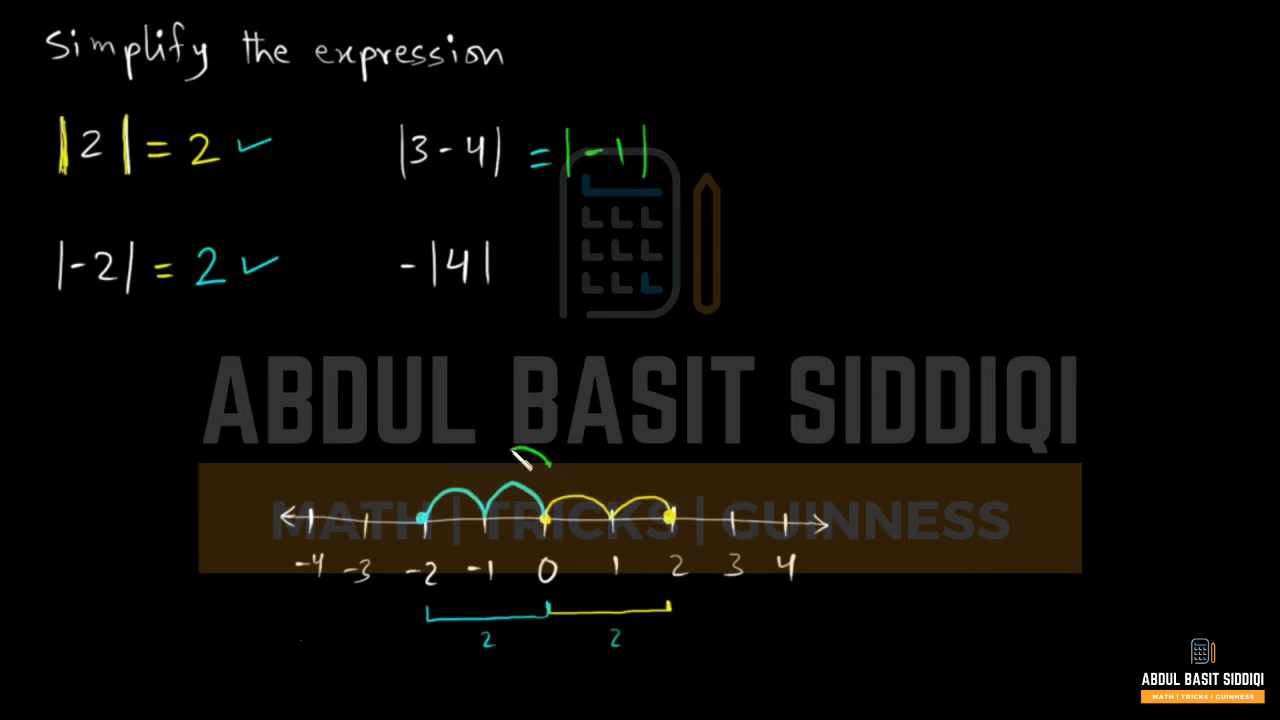 Simplify the expression
|2| = 2 ✓
|3 - 4| = |-1|
|-2| = 2 ✓
-|4|
ABDUL BASIT SIDDIQI
MATH | TRICKS | GUINNESS
-4 -3 -2 -1 0 1 2 3 4
2 2
ABDUL BASIT SIDDIQI
MATH | TRICKS | GUINNESS